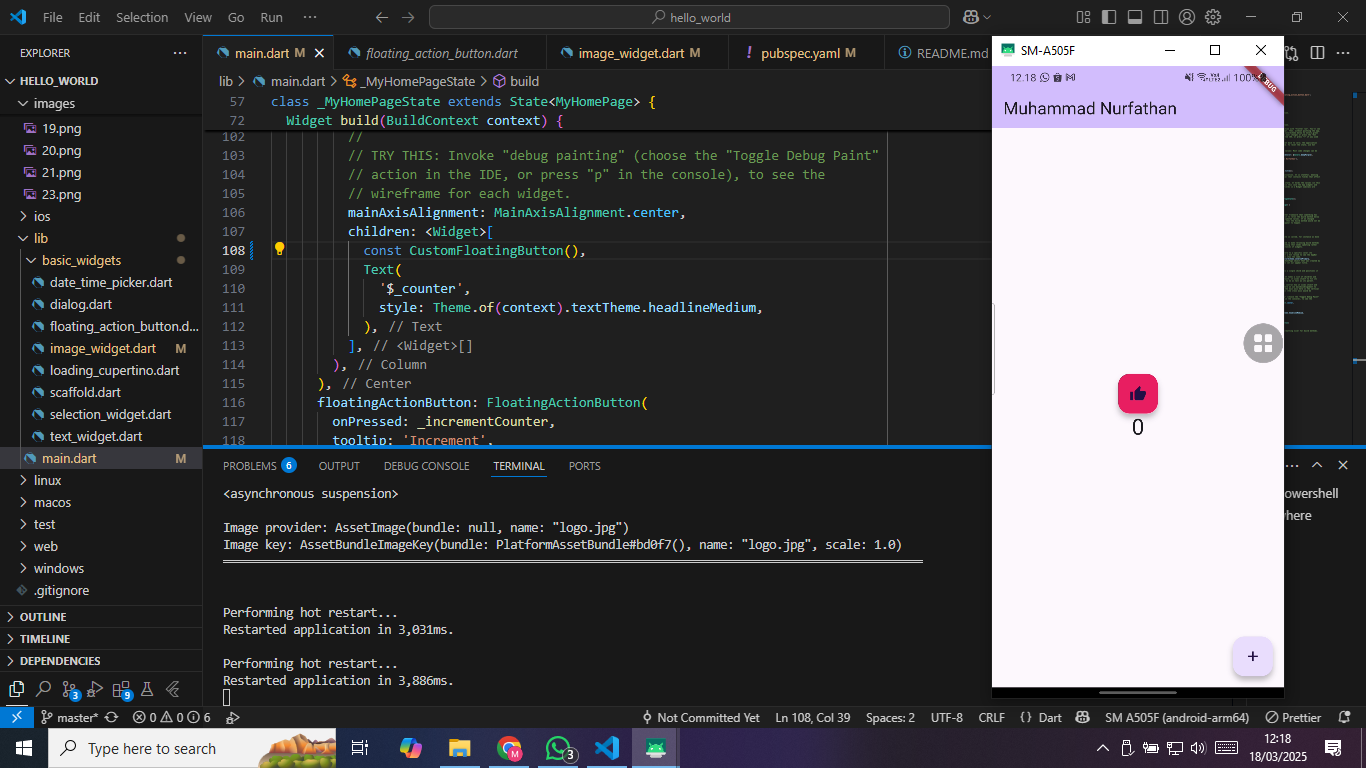 File Edit Selection View Go Run ···
hello_world
EXPLORER ···
HELLO_WORLD
images
19.png
20.png
21.png
23.png
ios
lib
basic_widgets
date_time_picker.dart
dialog.dart
floating_action_button.d...
image_widget.dart M
loading_cupertino.dart
scaffold.dart
selection_widget.dart
text_widget.dart
main.dart M
linux
macos
test
web
windows
.gitignore
OUTLINE
TIMELINE
DEPENDENCIES
3
9
main.dart M
floating_action_button.dart
image_widget.dart M
! pubspec.yaml M
README.md
lib > main.dart > _MyHomePageState > build
57 class _MyHomePageState extends State<MyHomePage> {
72 Widget build(BuildContext context) {
102 //
103 // TRY THIS: Invoke "debug painting" (choose the "Toggle Debug Paint"
104 // action in the IDE, or press "p" in the console), to see the
105 // wireframe for each widget.
106 mainAxisAlignment: MainAxisAlignment.center,
107 children: <Widget>[
108 const CustomFloatingButton(),
109 Text(
110 '$_counter',
111 style: Theme.of(context).textTheme.headlineMedium,
112 ), // Text
113 ], // <Widget>[]
114 ), // Column
115 ), // Center
116 floatingActionButton: FloatingActionButton(
117 onPressed: _incrementCounter,
118 tooltip: 'Increment',
PROBLEMS 6 OUTPUT DEBUG CONSOLE TERMINAL PORTS
<asynchronous suspension>
Image provider: AssetImage(bundle: null, name: "logo.jpg")
Image key: AssetBundleImageKey(bundle: PlatformAssetBundle#bd0f7(), name: "logo.jpg", scale: 1.0)
Performing hot restart...
Restarted application in 3,031ms.
Performing hot restart...
Restarted application in 3,886ms.
owershell
here
SM-A505F
12.18 100%
Muhammad Nurfathan
0
+
master* 0 0 6
Not Committed Yet Ln 108, Col 39 Spaces: 2 UTF-8 CRLF {} Dart SM A505F (android-arm64) Prettier
Type here to search
M
3
12:18
18/03/2025